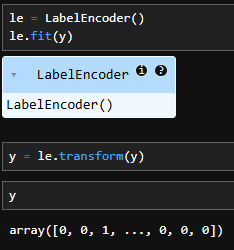 le = LabelEncoder()
le.fit(y)
LabelEncoder i ?
LabelEncoder()
y = le.transform(y)
y
array([0, 0, 1, ..., 0, 0, 0])